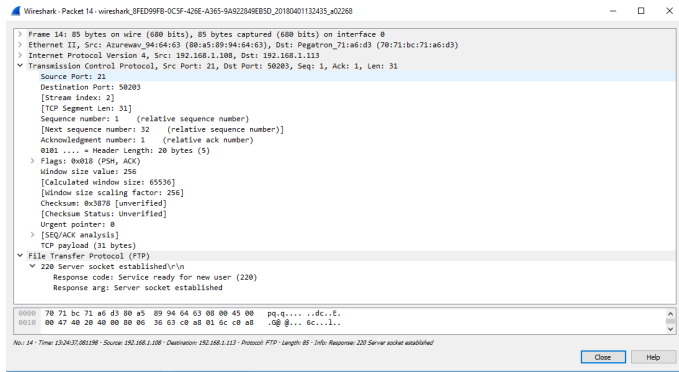 Wireshark · Packet 14 · wireshark_8FED99FB-0C5F-426E-A365-9A922849EB5D_20180401132435_a02268
> Frame 14: 85 bytes on wire (680 bits), 85 bytes captured (680 bits) on interface 0
> Ethernet II, Src: Azurewav_94:64:63 (80:a5:89:94:64:63), Dst: Pegatron_71:a6:d3 (70:71:bc:71:a6:d3)
> Internet Protocol Version 4, Src: 192.168.1.108, Dst: 192.168.1.113
Transmission Control Protocol, Src Port: 21, Dst Port: 50203, Seq: 1, Ack: 1, Len: 31
Source Port: 21
Destination Port: 50203
[Stream index: 2]
[TCP Segment Len: 31]
Sequence number: 1 (relative sequence number)
[Next sequence number: 32 (relative sequence number)]
Acknowledgment number: 1 (relative ack number)
0101 .... = Header Length: 20 bytes (5)
> Flags: 0x018 (PSH, ACK)
Window size value: 256
[Calculated window size: 65536]
[Window size scaling factor: 256]
Checksum: 0x3878 [unverified]
[Checksum Status: Unverified]
Urgent pointer: 0
> [SEQ/ACK analysis]
TCP payload (31 bytes)
File Transfer Protocol (FTP)
220 Server socket established\r\n
Response code: Service ready for new user (220)
Response arg: Server socket established
0000 70 71 bc 71 a6 d3 80 a5 89 94 64 63 08 00 45 00 pq.q.... ..dc..E.
0010 00 47 40 20 40 00 80 06 36 63 c0 a8 01 6c c0 a8 .G@ @... 6c...l..
No.: 14 · Time: 13:24:37,081198 · Source: 192.168.1.108 · Destination: 192.168.1.113 · Protocol: FTP · Length: 85 · Info: Response: 220 Server socket established
Close Help